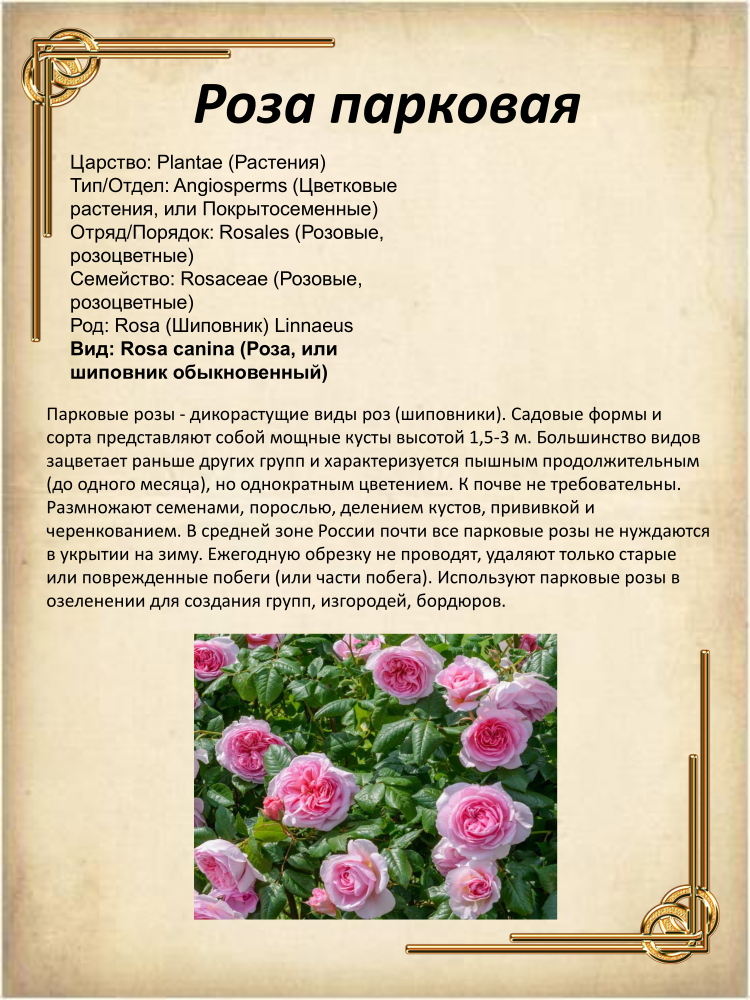 Роза парковая
Царство: Plantae (Растения)
Тип/Отдел: Angiosperms (Цветковые
растения, или Покрытосеменные)
Отряд/Порядок: Rosales (Розовые,
розоцветные)
Семейство: Rosaceae (Розовые,
розоцветные)
Род: Rosa (Шиповник) Linnaeus
Вид: Rosa canina (Роза, или
шиповник обыкновенный)
Парковые розы - дикорастущие виды роз (шиповники). Садовые формы и
сорта представляют собой мощные кусты высотой 1,5-3 м. Большинство видов
зацветает раньше других групп и характеризуется пышным продолжительным
(до одного месяца), но однократным цветением. К почве не требовательны.
Размножают семенами, порослью, делением кустов, прививкой и
черенкованием. В средней зоне России почти все парковые розы не нуждаются
в укрытии на зиму. Ежегодную обрезку не проводят, удаляют только старые
или поврежденные побеги (или части побега). Используют парковые розы в
озеленении для создания групп, изгородей, бордюров.